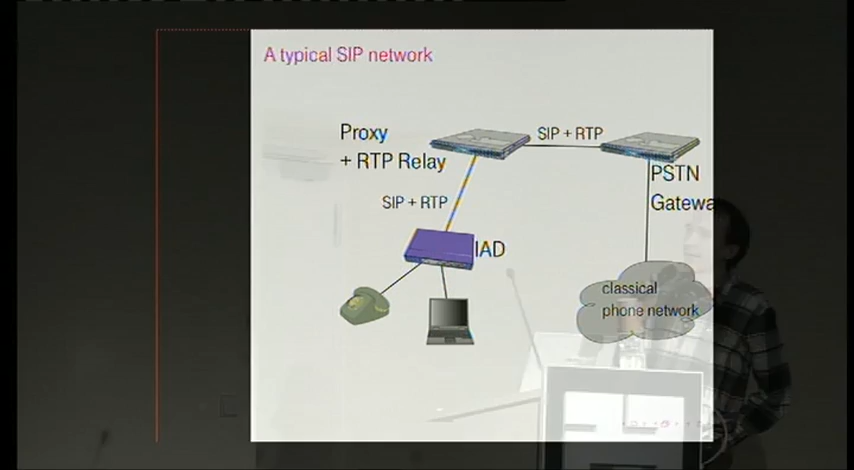 A typical SIP network
Proxy
+ RTP Relay
SIP + RTP
PSTN
Gatewa
SIP + RTP
IAD
classical
phone network